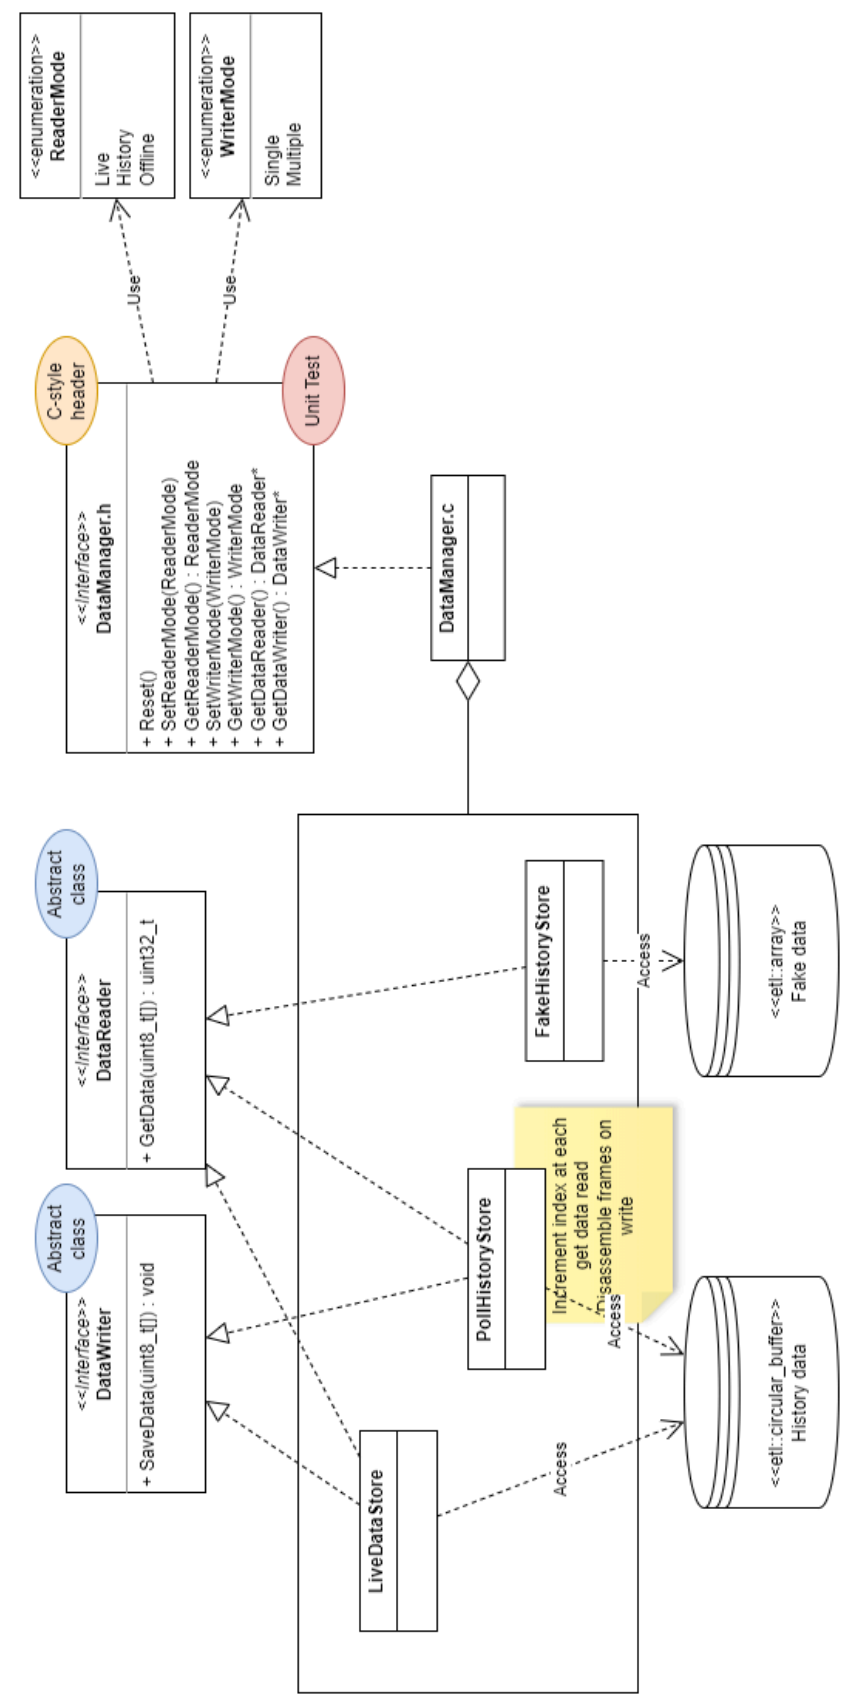 Abstract
class
<<Interface>>
DataWriter
+ SaveData(uint8_t[]) : void
Abstract
class
<<Interface>>
DataReader
+ GetData(uint8_t[]) : uint32_t
C-style
header
<<Interface>>
DataManager.h
+ Reset()
+ SetReaderMode(ReaderMode)
+ GetReaderMode() : ReaderMode
+ SetWriterMode(WriterMode)
+ GetWriterMode() : WriterMode
+ GetDataReader() : DataReader*
+ GetDataWriter() : DataWriter*
Unit Test
Use
Use
<<enumeration>>
ReaderMode
Live
History
Offline
<<enumeration>>
WriterMode
Single
Multiple
DataManager.c
LiveDataStore
PollHistoryStore
FakeHistoryStore
Increment index at each
get data read
Disassemble frames on
write
Access
Access
Access
<<etl::circular_buffer>>
History data
<<etl::array>>
Fake data